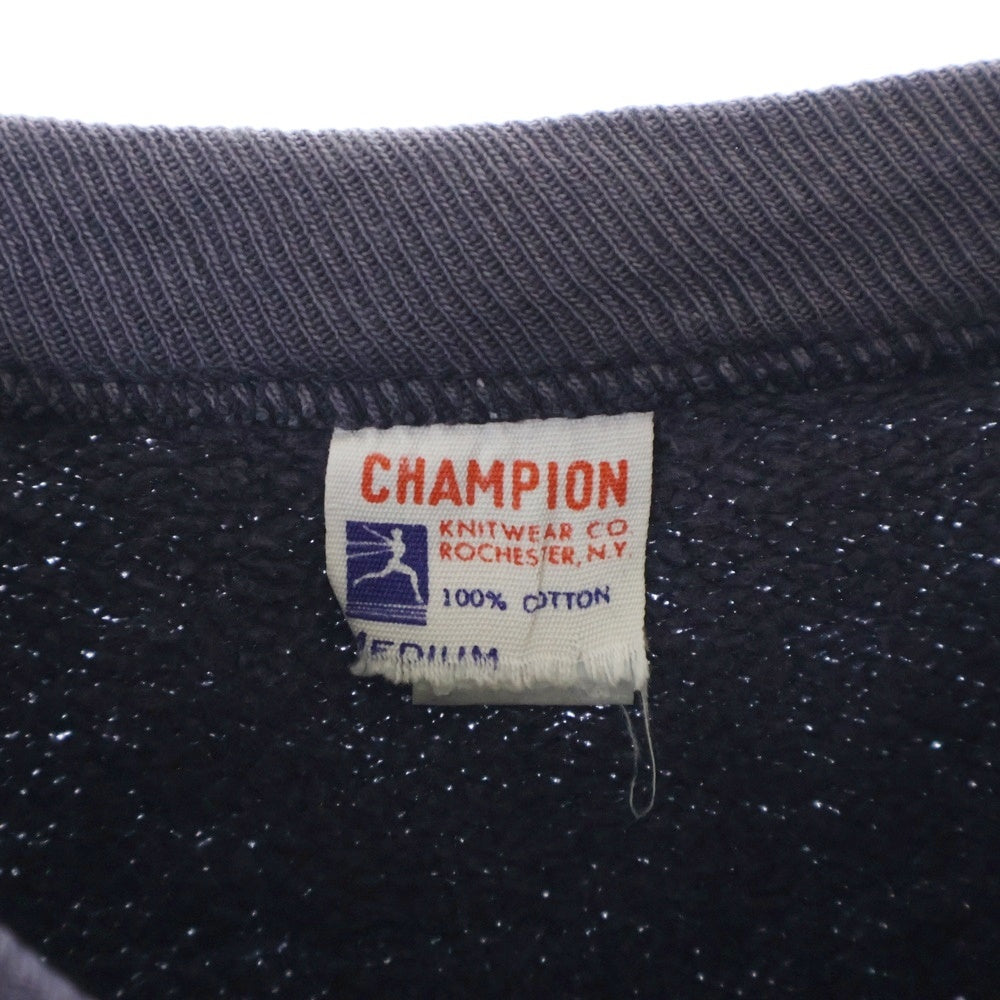 CHAMPION
KNITWEAR CO
ROCHESTER, N.Y.
100% COTTON
MEDIUM